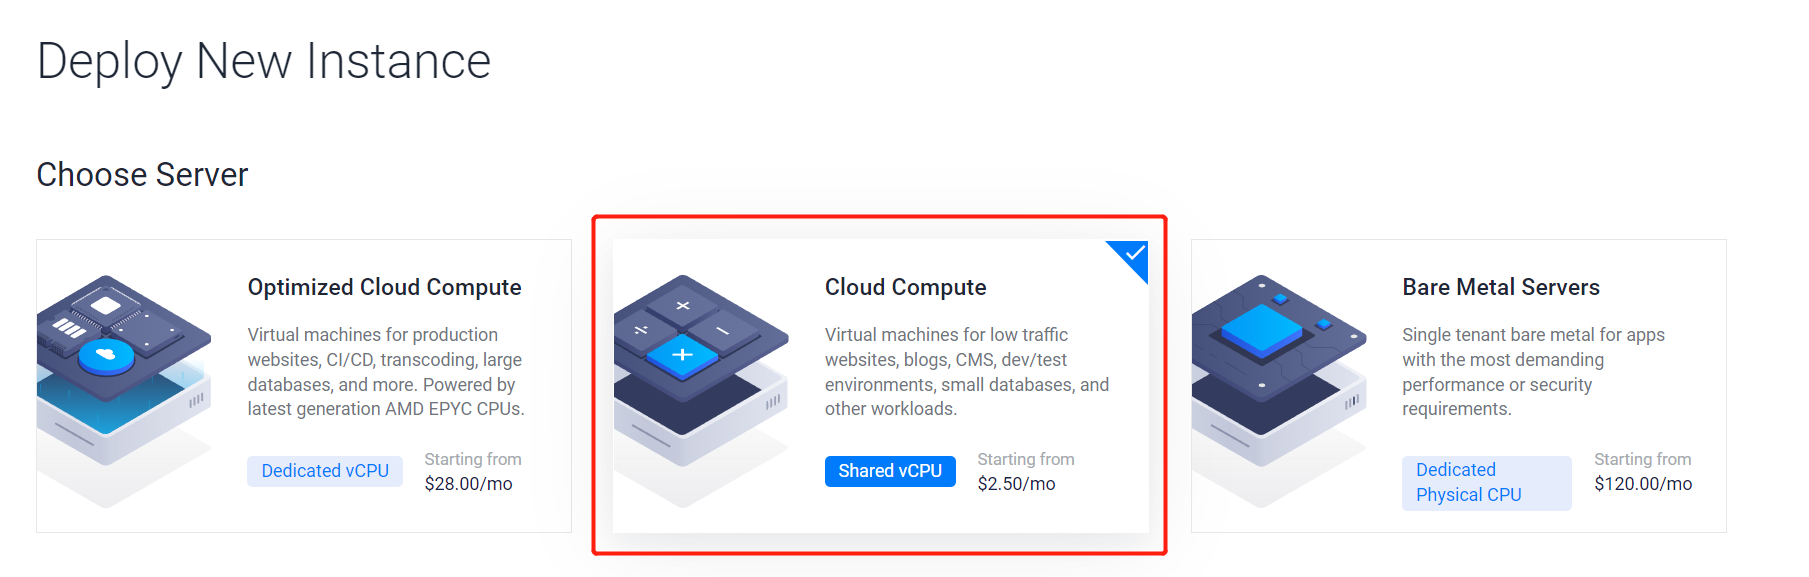 Deploy New Instance
Choose Server
Optimized Cloud Compute
Virtual machines for production
websites, CI/CD, transcoding, large
databases, and more. Powered by
latest generation AMD EPYC CPUs.
Dedicated vCPU
Starting from
$28.00/mo
Cloud Compute
Virtual machines for low traffic
websites, blogs, CMS, dev/test
environments, small databases, and
other workloads.
Shared vCPU
Starting from
$2.50/mo
Bare Metal Servers
Single tenant bare metal for apps
with the most demanding
performance or security
requirements.
Dedicated
Physical CPU
Starting from
$120.00/mo